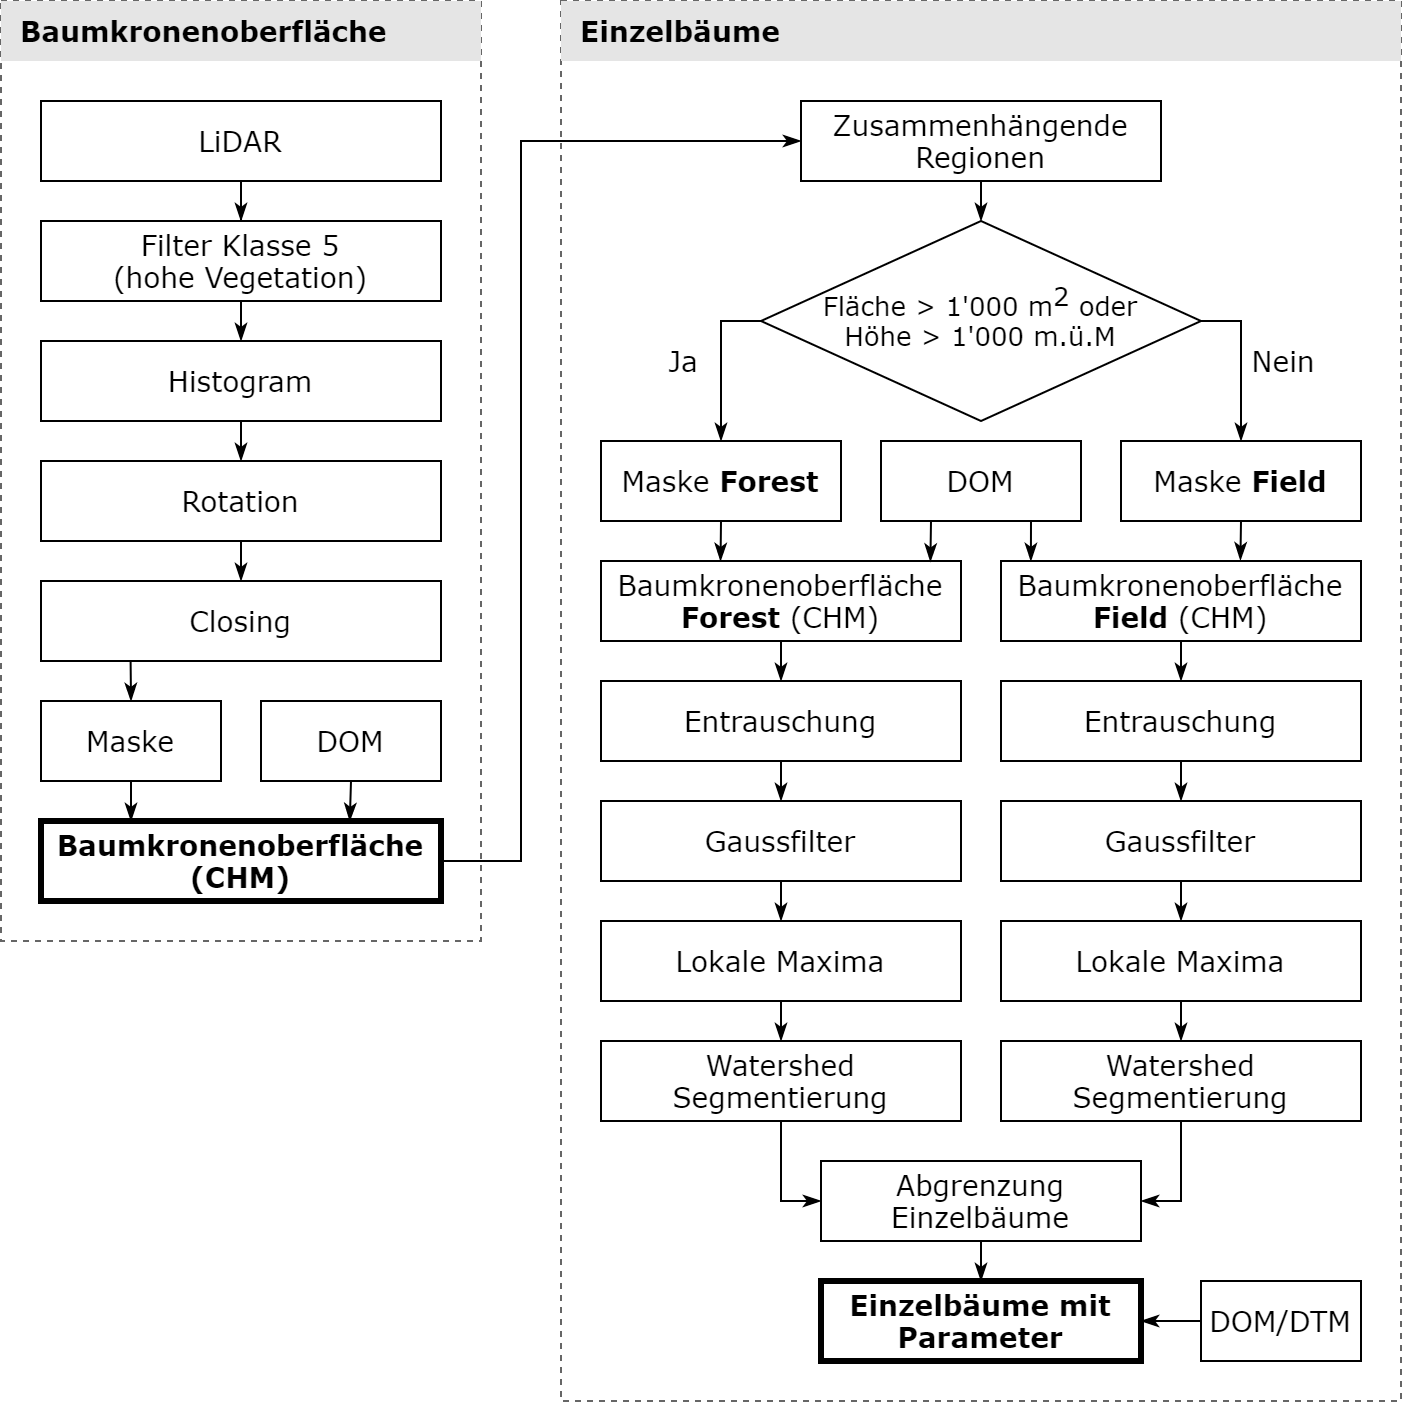 Baumkronenoberfläche
LiDAR
Filter Klasse 5
(hohe Vegetation)
Histogram
Rotation
Closing
Maske
DOM
Baumkronenoberfläche
(CHM)
Einzelbäume
Zusammenhängende
Regionen
Fläche > 1'000 m² oder
Höhe > 1'000 m.ü.M
Ja
Nein
Maske Forest
DOM
Maske Field
Baumkronenoberfläche
Forest (CHM)
Baumkronenoberfläche
Field (CHM)
Entrauschung
Entrauschung
Gaussfilter
Gaussfilter
Lokale Maxima
Lokale Maxima
Watershed
Segmentierung
Watershed
Segmentierung
Abgrenzung
Einzelbäume
Einzelbäume mit
Parameter
DOM/DTM